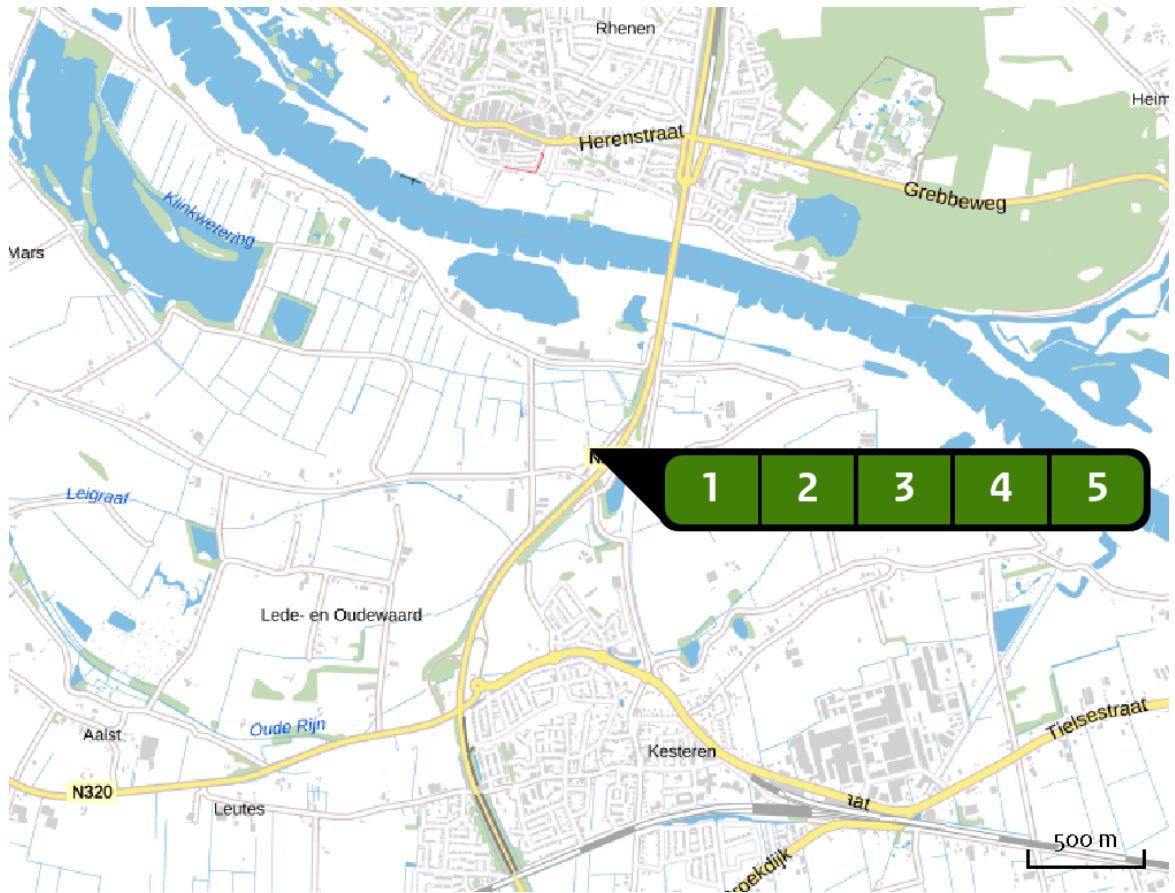 Rhenen
Heim
Herenstraat
Grebbeweg
Klinkwetering
Mars
1 2 3 4 5
Leigraaf
Lede- en Oudewaard
Oude Rijn
Tielsestraat
Aalst
Kesteren
N320
Leutes
500 m